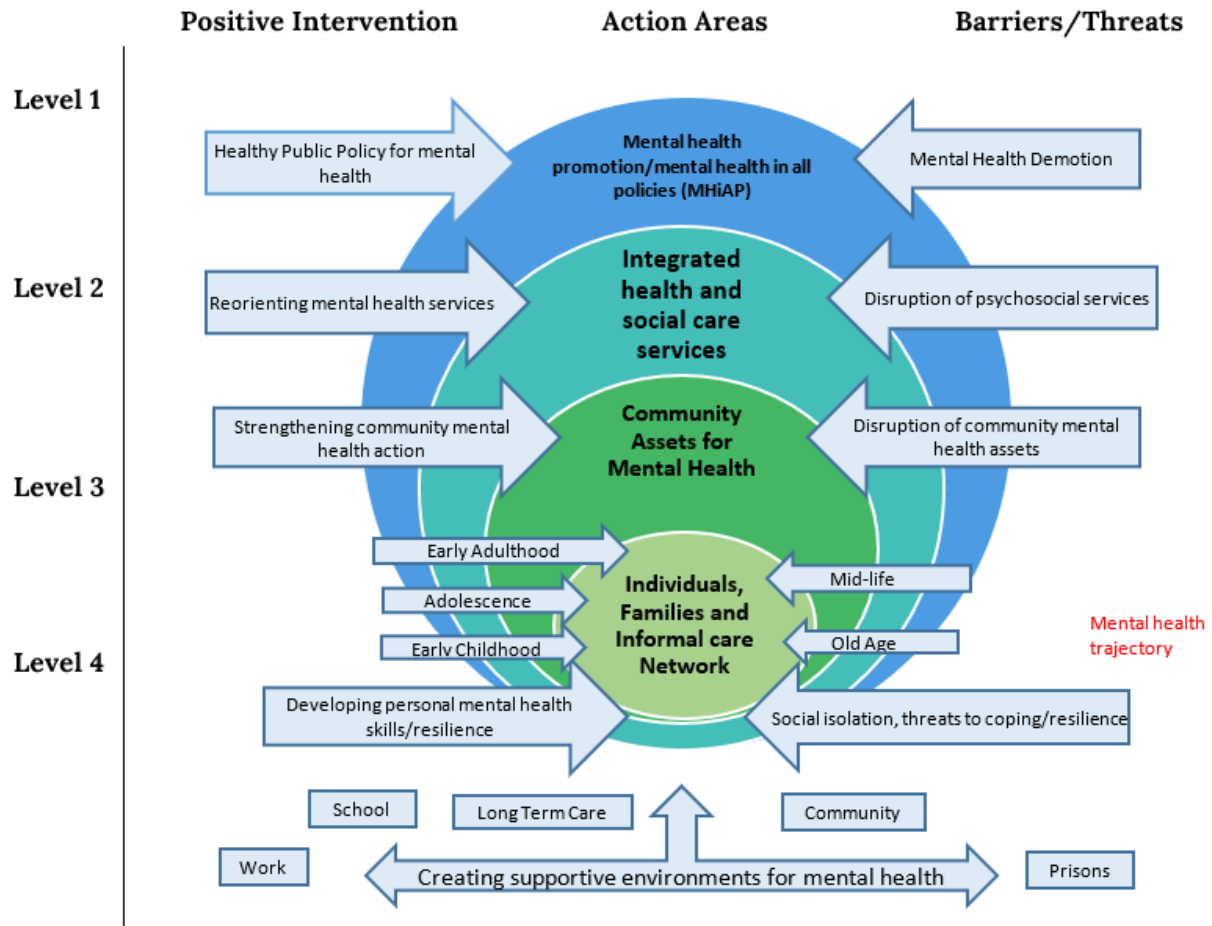 Positive Intervention
Action Areas
Barriers/Threats
Level 1
Healthy Public Policy for mental
health
Mental health
promotion/mental health in all
policies (MHiAP)
Mental Health Demotion
Level 2
Reorienting mental health services
Integrated
health and
social care
services
Disruption of psychosocial services
Strengthening community mental
health action
Community
Assets for
Mental Health
Disruption of community mental
health assets
Level 3
Early Adulthood
Adolescence
Early Childhood
Individuals,
Families and
Informal care
Network
Mid-life
Old Age
Mental health
trajectory
Level 4
Developing personal mental health
skills/resilience
Social isolation, threats to coping/resilience
School
Long Term Care
Community
Work
Creating supportive environments for mental health
Prisons